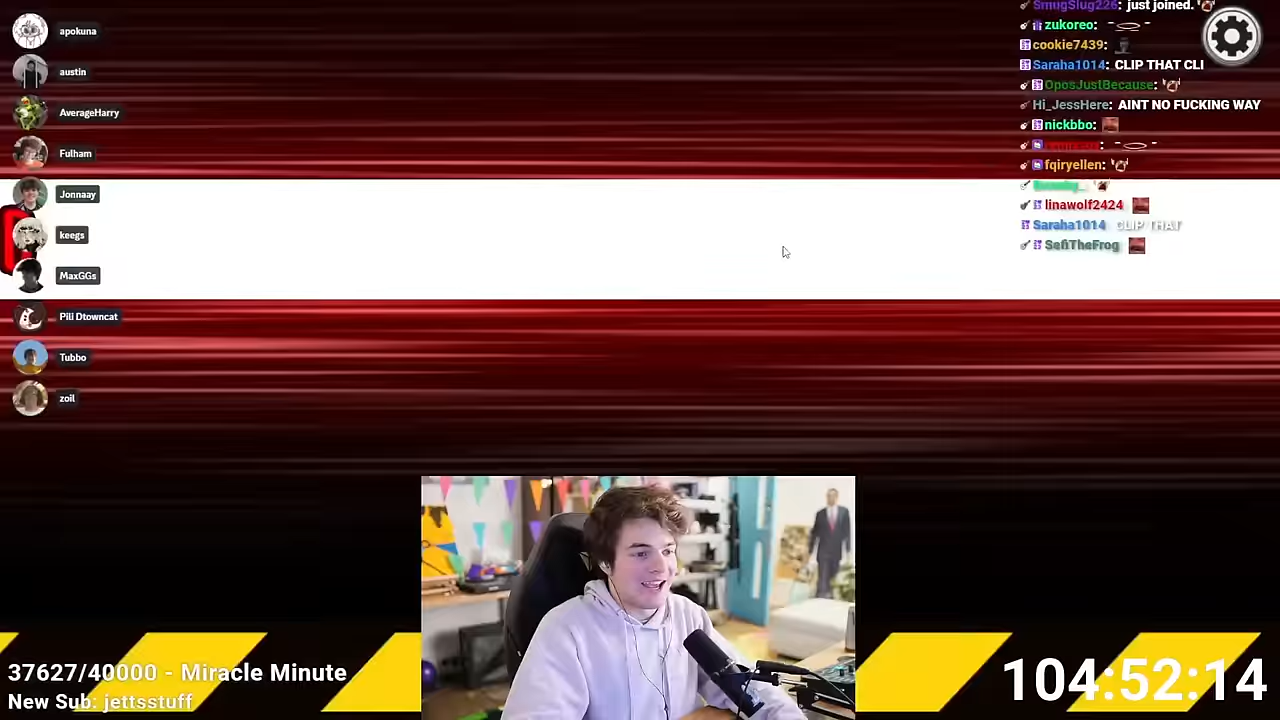 apokuna
austin
AverageHarry
Fulham
Jonnaay
keegs
MaxGGs
Pili Dtowncat
Tubbo
zoil
SmugSlug226: just joined.
zukoreo:
cookie7439:
Saraha1014: CLIP THAT CLI
OposJustBecause:
Hi_JessHere: AINT NO FUCKING WAY
nickbbo:
fqiryellen:
linawolf2424
Saraha1014 CLIP THAT
SefiTheFrog
37627/40000 - Miracle Minute
New Sub: jettsstuff
104:52:14